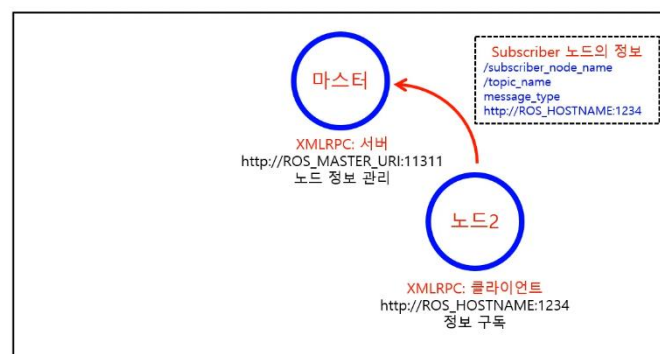 마스터
XMLRPC: 서버
http://ROS_MASTER_URI:11311
노드 정보 관리
Subscriber 노드의 정보
/subscriber_node_name
/topic_name
message_type
http://ROS_HOSTNAME:1234
노드2
XMLRPC: 클라이언트
http://ROS_HOSTNAME:1234
정보 구독